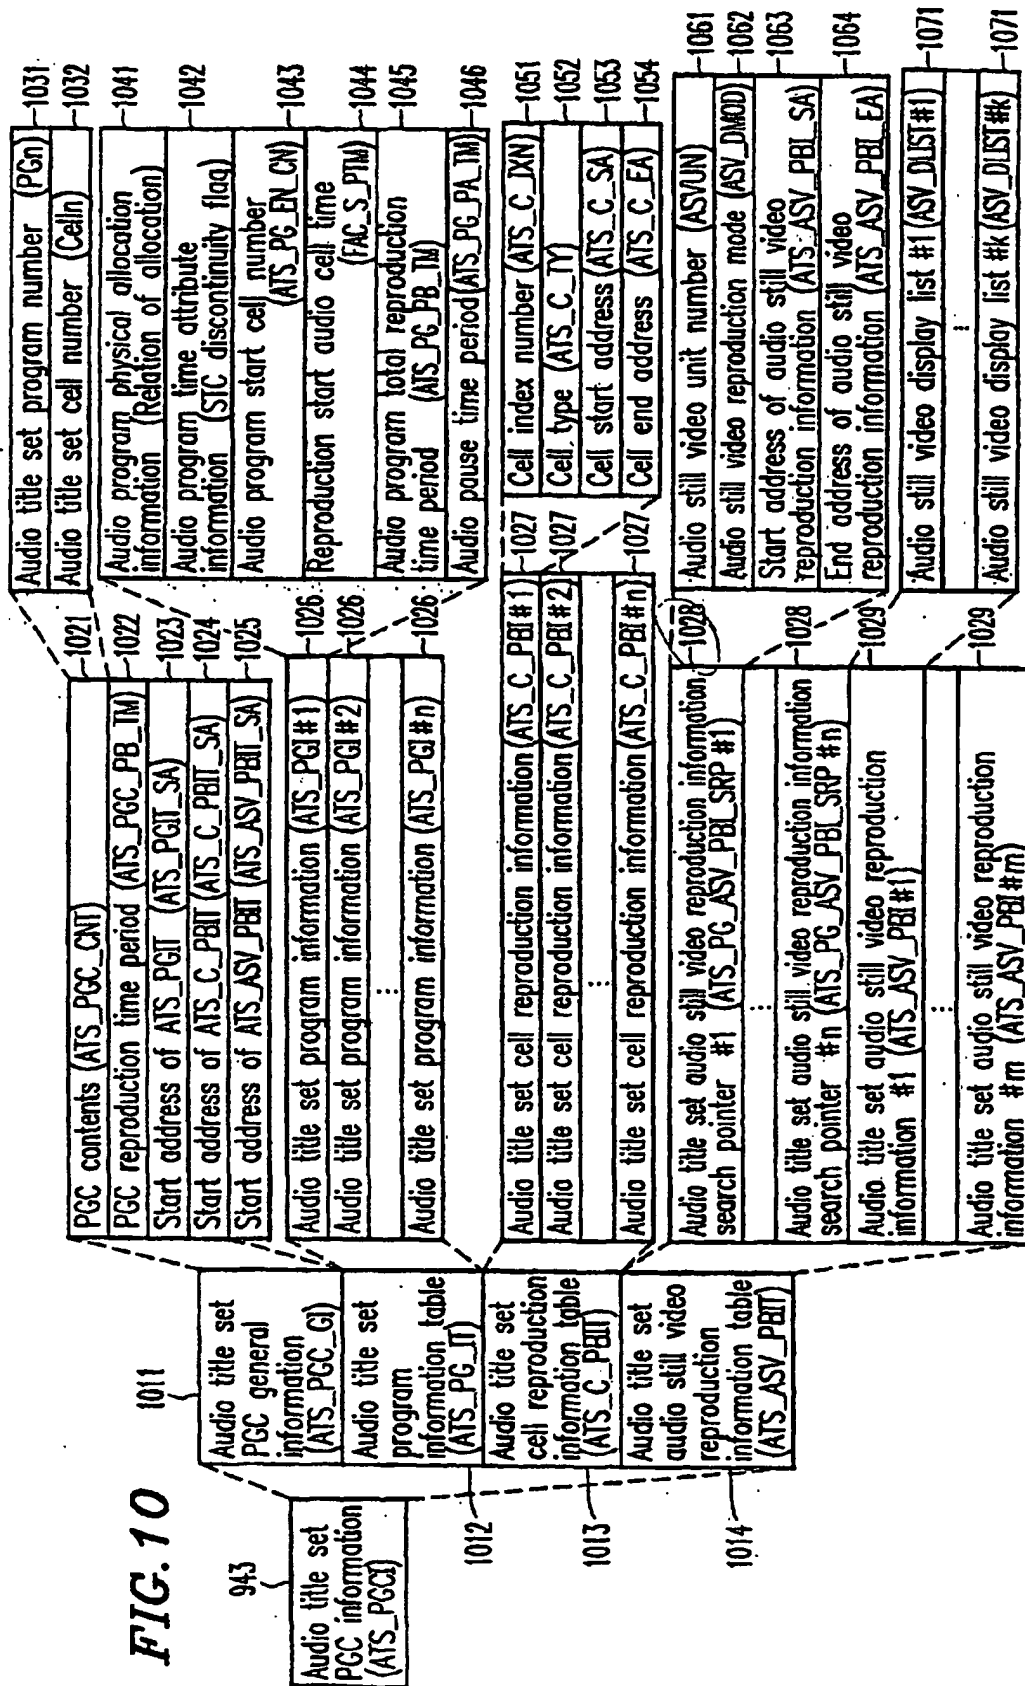 FIG. 10
943
Audio title set
PGC information
(ATS_PGCI)
1011
Audio title set
PGC general
information
(ATS_PGC_GI)
Audio title set
program
information table
(ATS_PG_IT)
1012
Audio title set
cell reproduction
information table
(ATS_C_PBIT)
1013
Audio title set
audio still video
reproduction
information table
(ATS_ASV_PBIT)
1014
PGC contents (ATS_PGC_CNT)
1021
PGC reproduction time period (ATS_PGC_PB_TM)
1022
Start address of ATS_PGIT (ATS_PGIT_SA)
1023
Start address of ATS_C_PBIT (ATS_C_PBIT_SA)
1024
Start address of ATS_ASV_PBIT (ATS_ASV_PBIT_SA)
1025
Audio title set program information (ATS_PGI#1)
1026
Audio title set program information (ATS_PGI#2)
1026
...
Audio title set program information (ATS_PGI#n)
1026
Audio title set cell reproduction information (ATS_C_PBI#1)
1027
Audio title set cell reproduction information (ATS_C_PBI#2)
1027
...
Audio title set cell reproduction information (ATS_C_PBI#n)
1027
Audio title set audio still video reproduction information
search pointer #1 (ATS_PG_ASV_PBI_SRP#1)
1028
...
Audio title set audio still video reproduction information
search pointer #n (ATS_PG_ASV_PBI_SRP#n)
1028
Audio title set audio still video reproduction
information #1 (ATS_ASV_PBI#1)
1029
...
Audio title set audio still video reproduction
information #m (ATS_ASV_PBI#m)
1029
Audio title set program number (PGn)
1031
Audio title set cell number (Celln)
1032
Audio program physical allocation
information (Relation of allocation)
1041
Audio program time attribute
information (STC discontinuity flag)
1042
Audio program start cell number
(ATS_PG_EN_CN)
1043
Reproduction start audio cell time
(FAC_S_PTM)
1044
Audio program total reproduction
time period (ATS_PG_PB_TM)
1045
Audio pause time period (ATS_PG_PA_TM)
1046
Cell index number (ATS_C_IXN)
1051
Cell type (ATS_C_TY)
1052
Cell start address (ATS_C_SA)
1053
Cell end address (ATS_C_EA)
1054
Audio still video unit number (ASVUN)
1061
Audio still video reproduction mode (ASV_DMOD)
1062
Start address of audio still video
reproduction information (ATS_ASV_PBI_SA)
1063
End address of audio still video
reproduction information (ATS_ASV_PBI_EA)
1064
Audio still video display list #1 (ASV_DLIST#1)
1071
...
Audio still video display list #k (ASV_DLIST#k)
1071